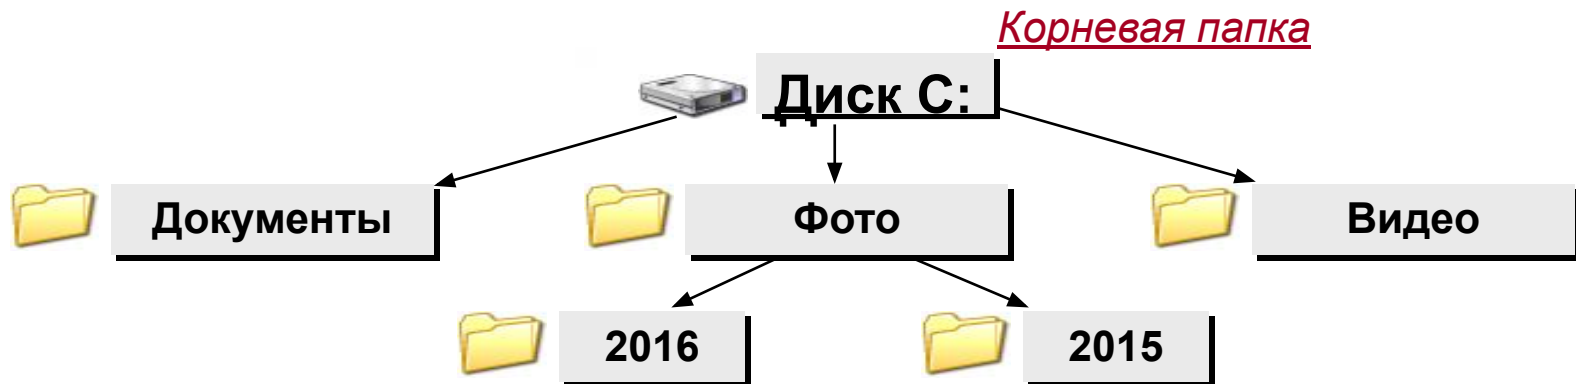 Корневая папка
Диск C:
Документы
Фото
Видео
2016
2015